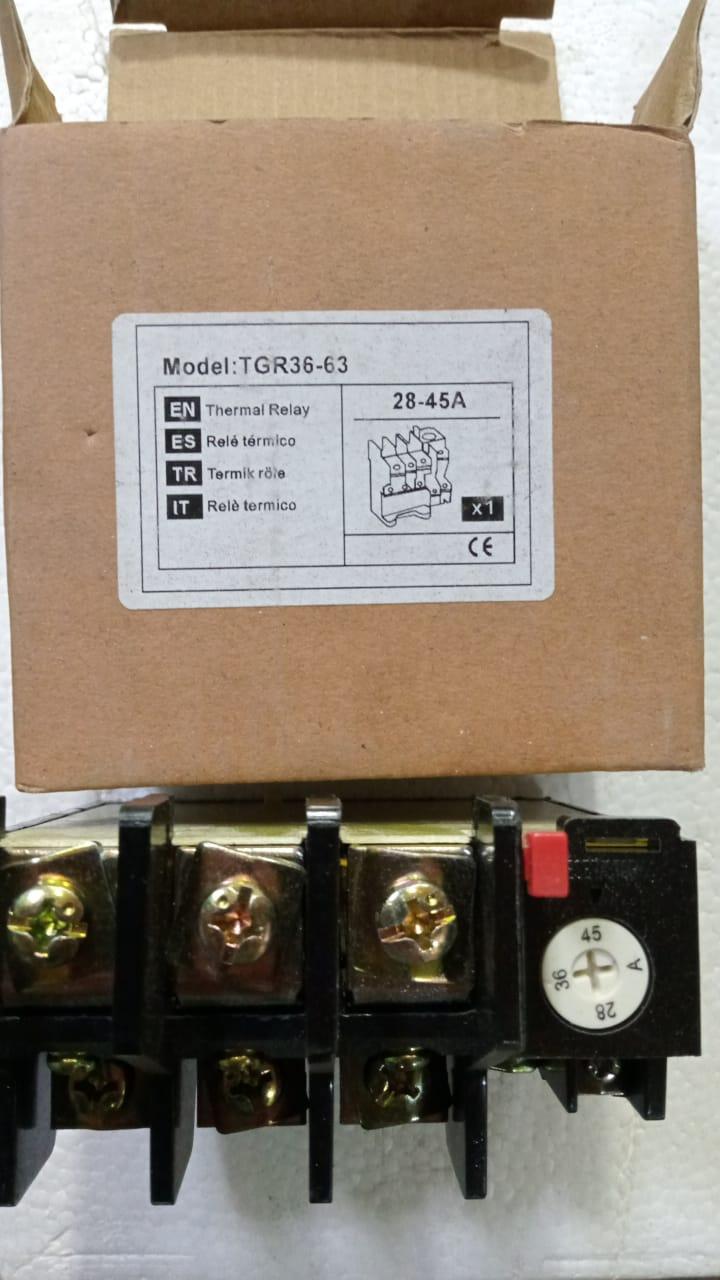 Model:TGR36-63
EN Thermal Relay
ES Relé térmico
TR Termik röle
IT Relè termico
28-45A
x1
CE
45
36
A
28